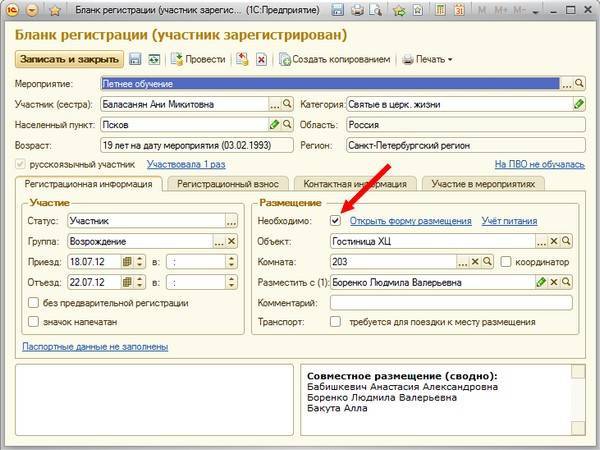 Бланк регистрации (участник зарегис... (1С:Предприятие)
M M+ M-
Бланк регистрации (участник зарегистрирован)
Записать и закрыть Провести Создать копированием Печать
Мероприятие: Летнее обучение
Участник (сестра): Баласанян Ани Микитовна Категория: Святые в церк. жизни
Населенный пункт: Псков Область: Россия
Возраст: 19 лет на дату мероприятия (03.02.1993) Регион: Санкт-Петербургский регион
русскоязычный участник Участвовала 1 раз На ПВО не обучалась
Регистрационная информация Регистрационный взнос Контактная информация Участие в мероприятиях
Участие Размещение
Статус: Участник ... Необходимо: Открыть форму размещения Учёт питания
Группа: Возрождение ... Объект: Гостиница ХЦ ...
Приезд: 18.07.12 в: : Комната: 203 ... координатор
Отъезд: 22.07.12 в: : Разместить с (1): Боренко Людмила Валерьевна
без предварительной регистрации Комментарий:
значок напечатан Транспорт: требуется для поездки к месту размещения
Паспортные данные не заполнены
Совместное размещение (сводно):
Бабишкевич Анастасия Александровна
Боренко Людмила Валерьевна
Бакута Алла